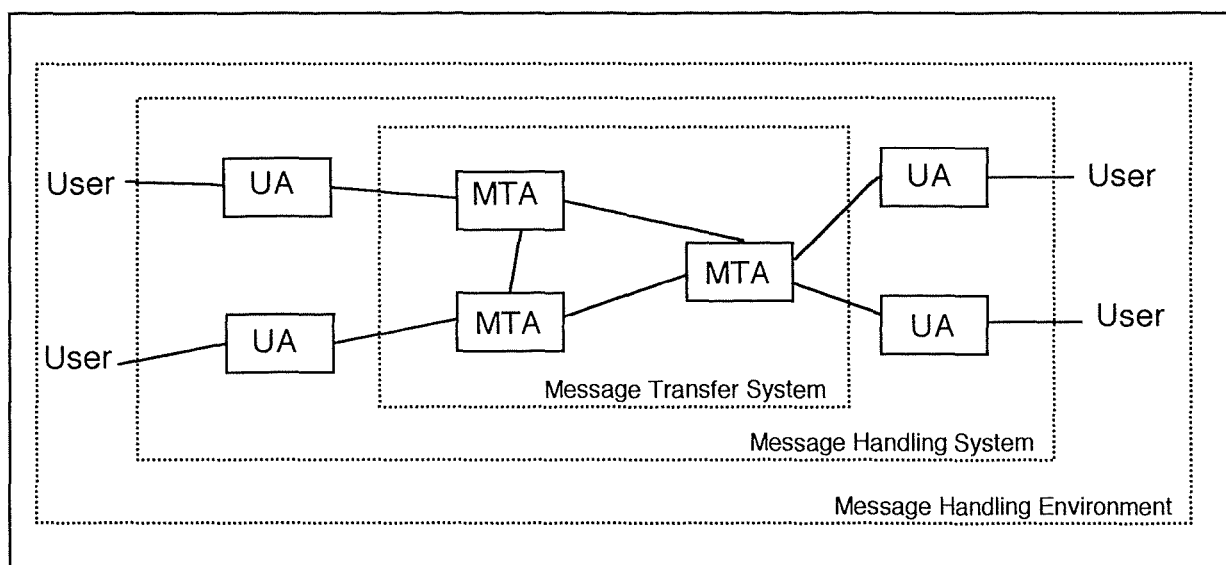 User
UA
MTA
UA
User
MTA
User
UA
MTA
UA
User
Message Transfer System
Message Handling System
Message Handling Environment